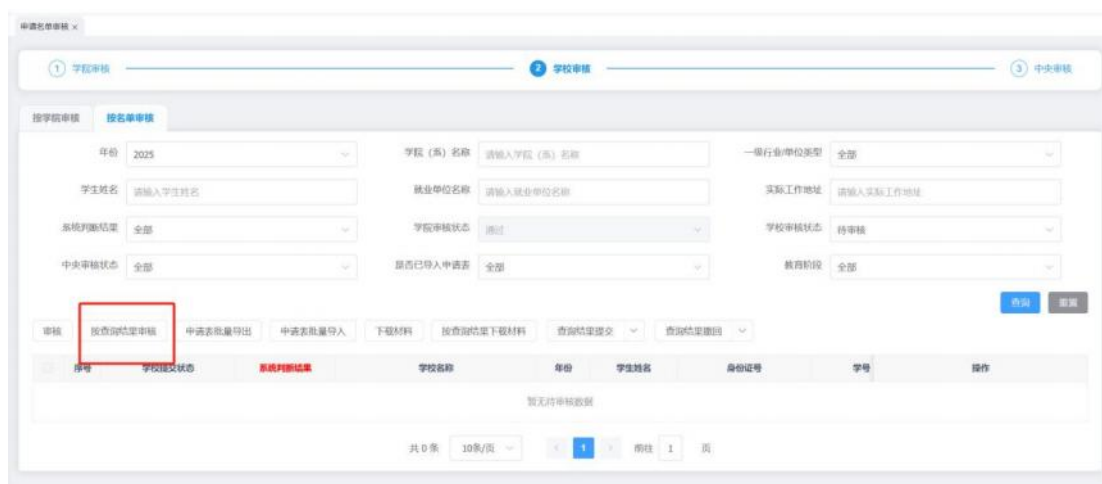 申请名单审核 ×
1 学院审核 2 学校审核 3 中央审核
按学院审核 按名单审核
年份 2025 学院（系）名称 请输入学院（系）名称 一级行业/单位类型 全部
学生姓名 请输入学生姓名 就业单位名称 请输入就业单位名称 实际工作地址 请输入实际工作地址
系统判断结果 全部 学院审核状态 通过 学校审核状态 待审核
中央审核状态 全部 是否已导入申请表 全部 教育阶段 全部
查询 重置
审核 按查询结果审核 申请表批量导出 申请表批量导入 下载材料 按查询结果下载材料 查询结果提交 查询结果撤回
序号 学校提交状态 系统判断结果 学校名称 年份 学生姓名 身份证号 学号 操作
暂无待审核数据
共 0 条 10条/页 1 前往 1 页